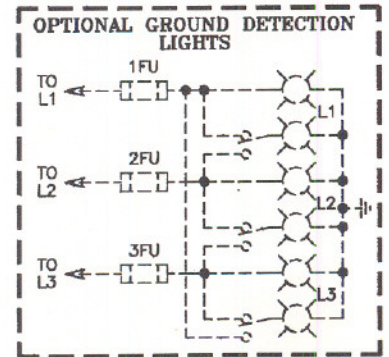 OPTIONAL GROUND DETECTION
LIGHTS
1FU
TO
L1
L1
2FU
TO
L2
L2
3FU
TO
L3
L3